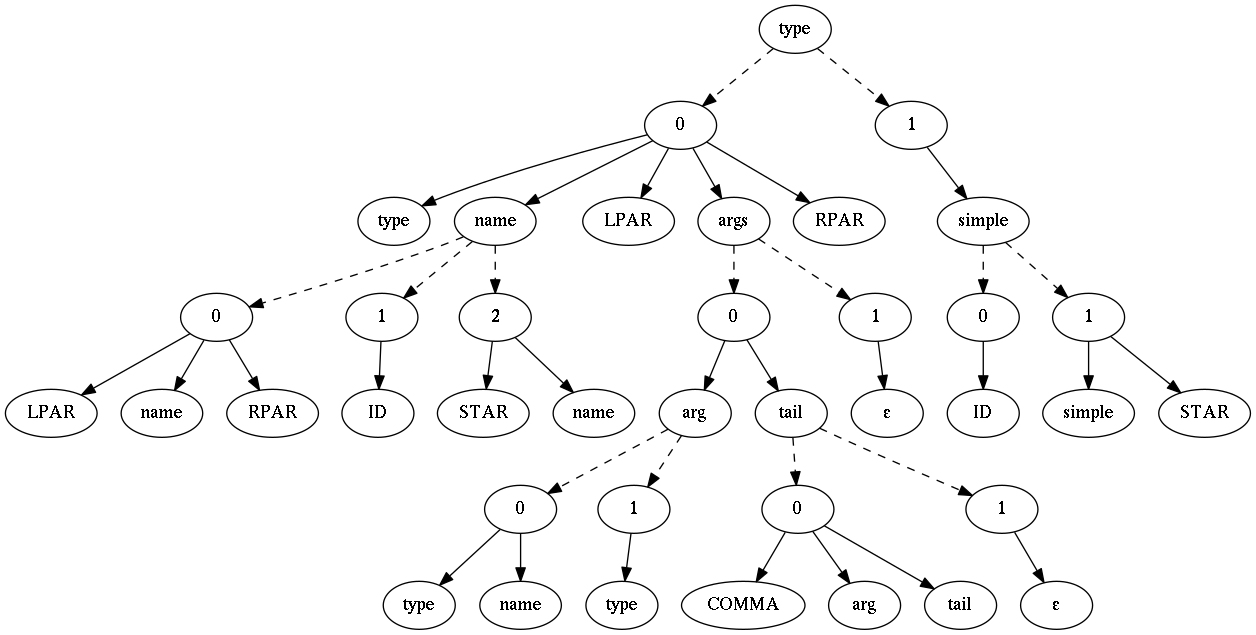 type
0 1
type name LPAR args RPAR simple
0 1 2 0 1 0 1
LPAR name RPAR ID STAR name arg tail ε ID simple STAR
0 1 0 1
type name type COMMA arg tail ε